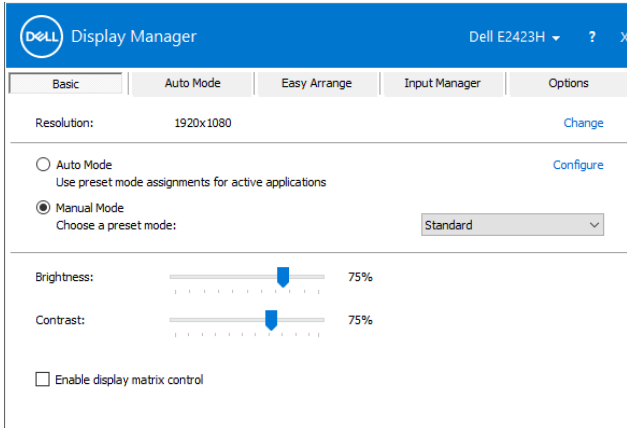 DELL Display Manager Dell E2423H ? X
Basic Auto Mode Easy Arrange Input Manager Options
Resolution: 1920x1080 Change
Auto Mode Configure
Use preset mode assignments for active applications
Manual Mode
Choose a preset mode: Standard
Brightness: 75%
Contrast: 75%
Enable display matrix control